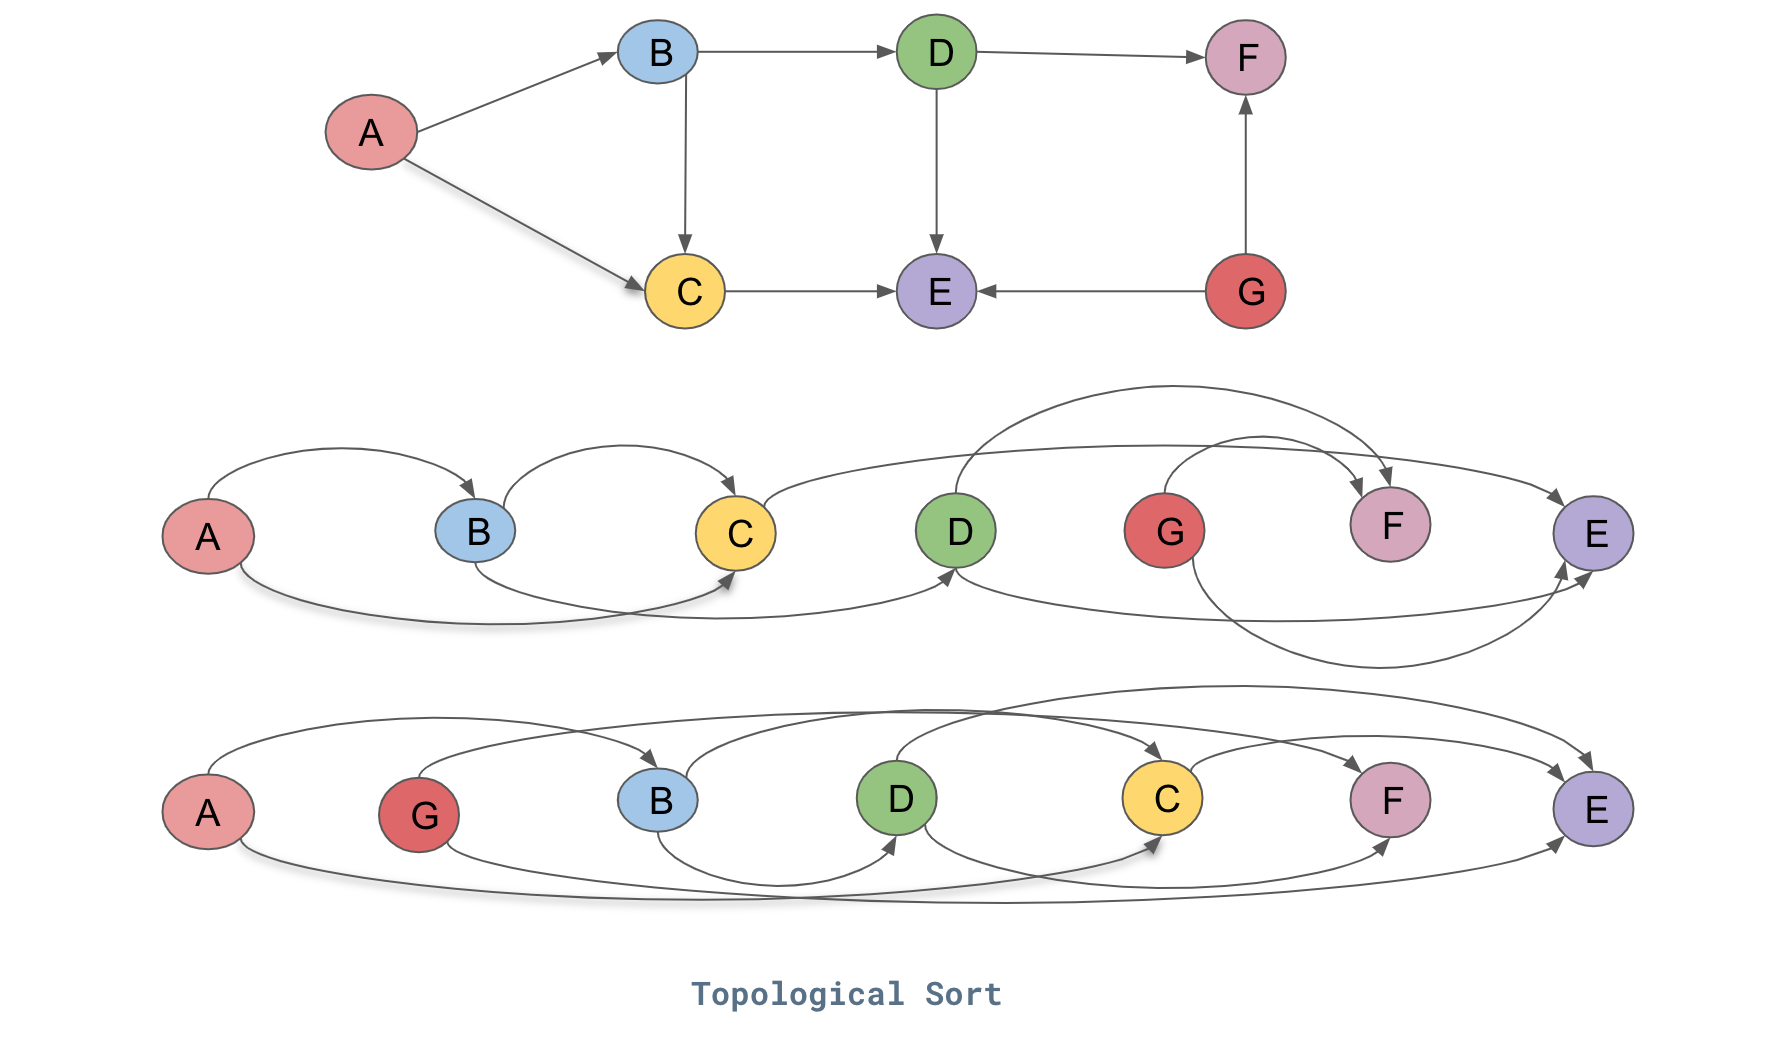 B D F
A
C E G
A B C D G F E
A G B D C F E
Topological Sort